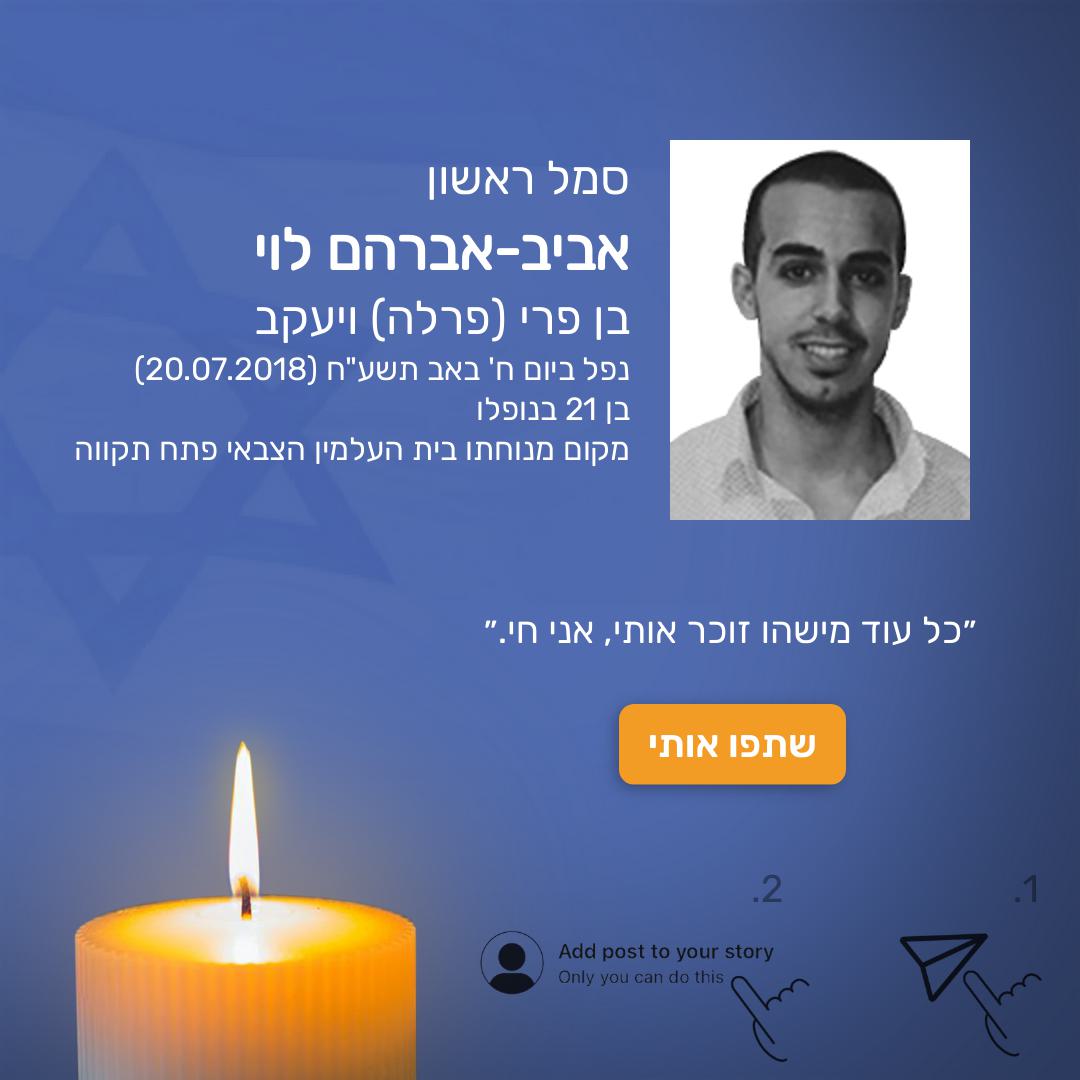 סמל ראשון
אביב-אברהם לוי
בן פרי (פרלה) ויעקב
נפל ביום ח' באב תשע"ח (20.07.2018)
בן 21 בנופלו
מקום מנוחתו בית העלמין הצבאי פתח תקווה
״כל עוד מישהו זוכר אותי, אני חי.״
שתפו אותי
1.
2.
Add post to your story
Only you can do this